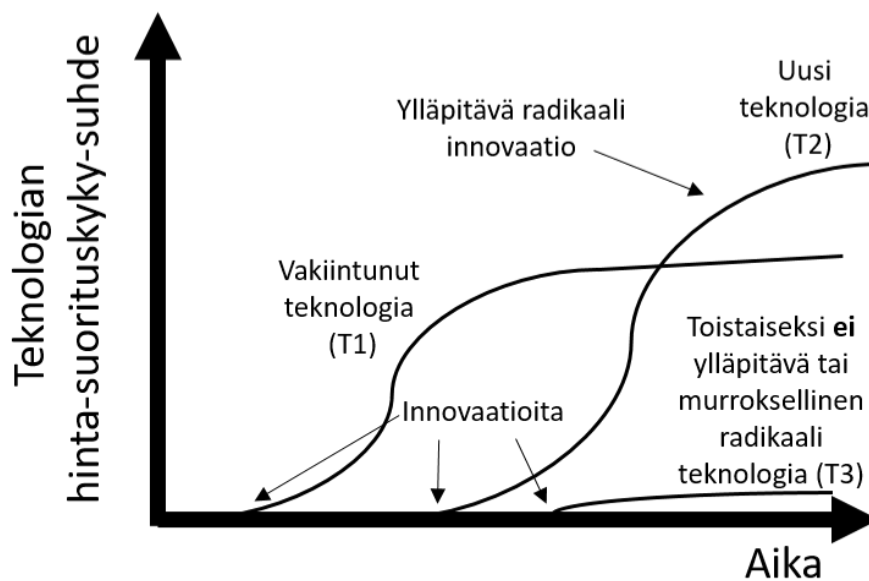 Teknologian
hinta-suorituskyky-suhde
Ylläpitävä radikaali
innovaatio
Uusi
teknologia
(T2)
Vakiintunut
teknologia
(T1)
Innovaatioita
Toistaiseksi ei
ylläpitävä tai
murroksellinen
radikaali
teknologia (T3)
Aika